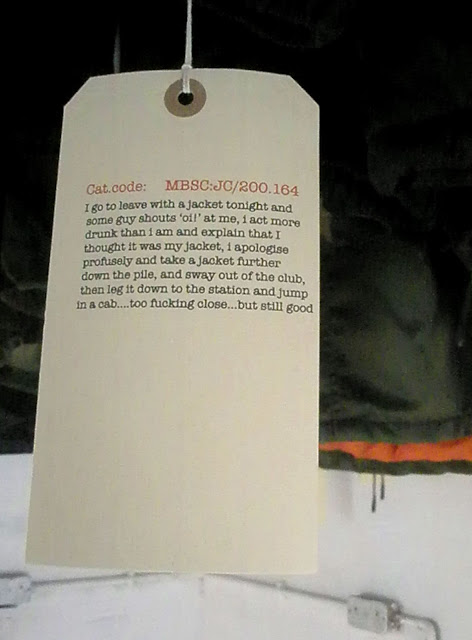 Cat.code: MBSC:JC/200.164
I go to leave with a jacket tonight and
some guy shouts 'oi!' at me, i act more
drunk than i am and explain that I
thought it was my jacket, i apologise
profusely and take a jacket further
down the pile, and sway out of the club,
then leg it down to the station and jump
in a cab....too fucking close...but still good